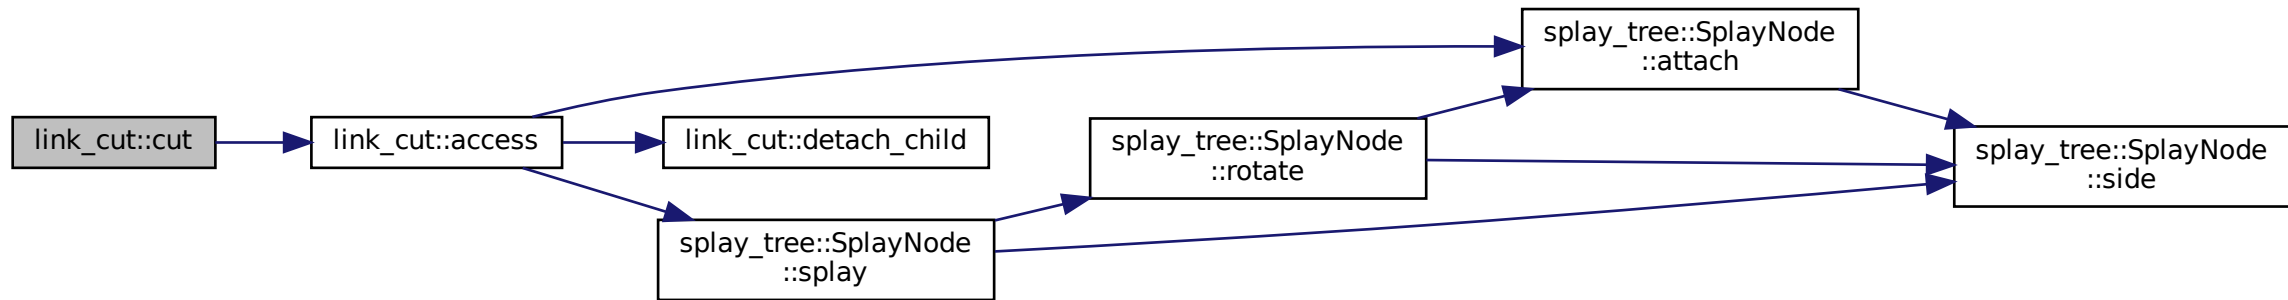 link_cut::cut
link_cut::access
link_cut::detach_child
splay_tree::SplayNode
::splay
splay_tree::SplayNode
::rotate
splay_tree::SplayNode
::attach
splay_tree::SplayNode
::side